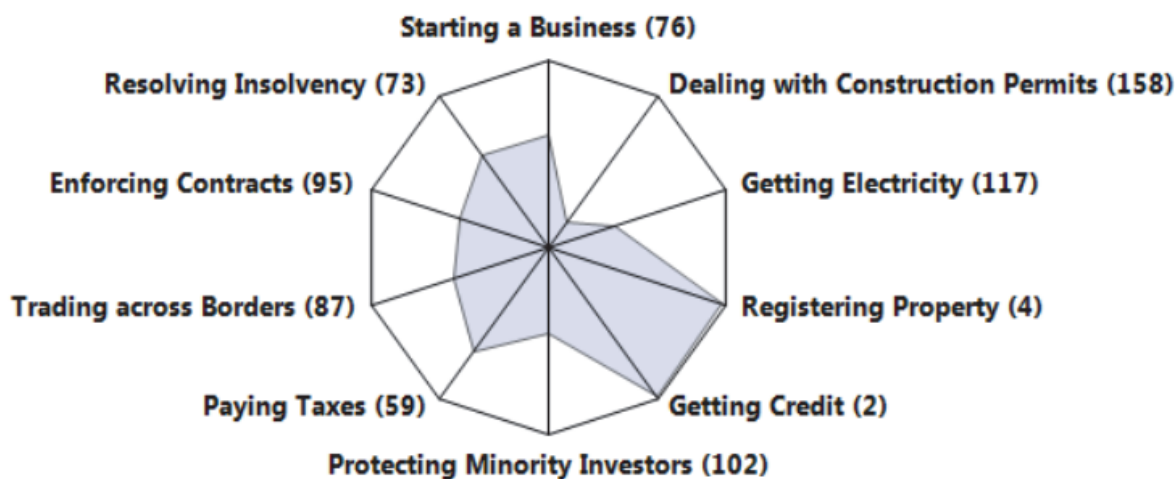 Starting a Business (76)
Resolving Insolvency (73)
Dealing with Construction Permits (158)
Enforcing Contracts (95)
Getting Electricity (117)
Trading across Borders (87)
Registering Property (4)
Paying Taxes (59)
Getting Credit (2)
Protecting Minority Investors (102)